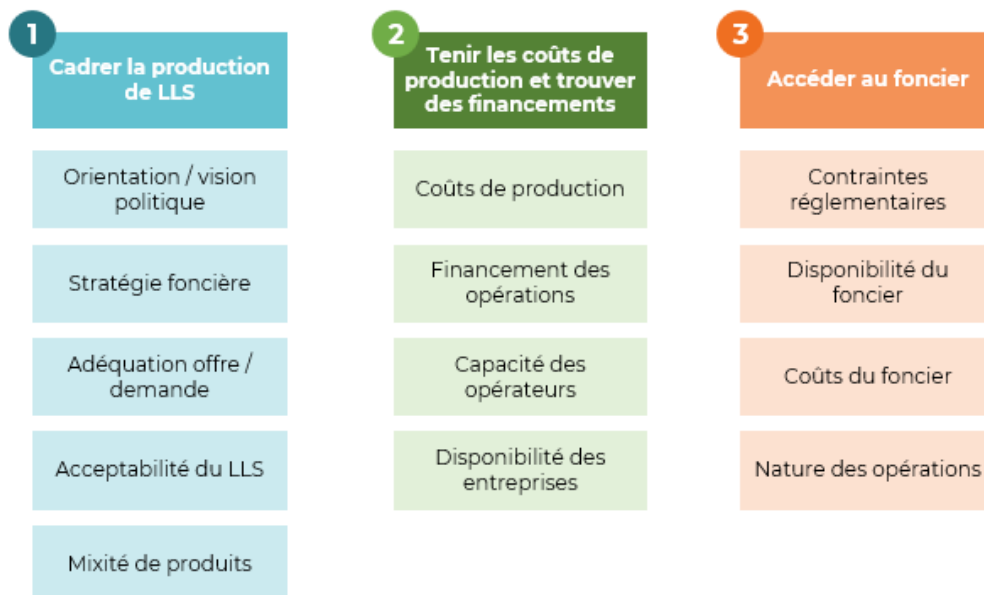 1
Cadrer la production
de LLS
Orientation / vision
politique
Stratégie foncière
Adéquation offre /
demande
Acceptabilité du LLS
Mixité de produits
2
Tenir les coûts de
production et trouver
des financements
Coûts de production
Financement des
opérations
Capacité des
opérateurs
Disponibilité des
entreprises
3
Accéder au foncier
Contraintes
réglementaires
Disponibilité du
foncier
Coûts du foncier
Nature des opérations